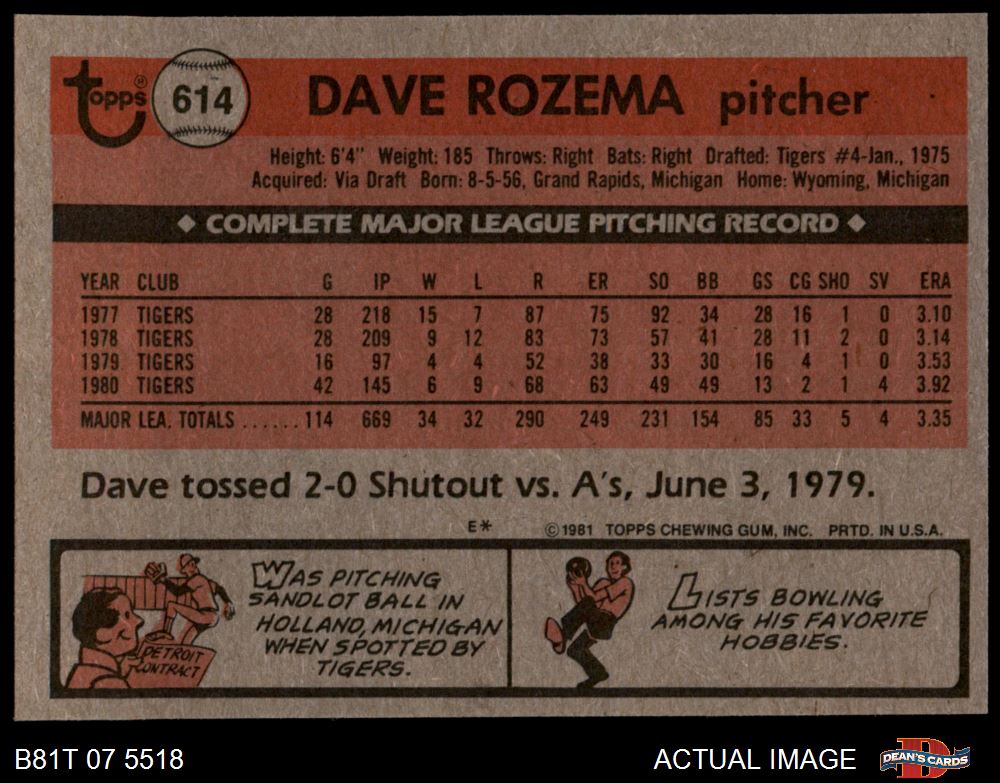 topps® 614 DAVE ROZEMA pitcher
Height: 6'4" Weight: 185 Throws: Right Bats: Right Drafted: Tigers #4-Jan., 1975
Acquired: Via Draft Born: 8-5-56, Grand Rapids, Michigan Home: Wyoming, Michigan
◆ COMPLETE MAJOR LEAGUE PITCHING RECORD ◆
YEAR CLUB G IP W L R ER SO BB GS CG SHO SV ERA
1977 TIGERS 28 218 15 7 87 75 92 34 28 16 1 0 3.10
1978 TIGERS 28 209 9 12 83 73 57 41 28 11 2 0 3.14
1979 TIGERS 16 97 4 4 52 38 33 30 16 4 1 0 3.53
1980 TIGERS 42 145 6 9 68 63 49 49 13 2 1 4 3.92
MAJOR LEA. TOTALS ...... 114 669 34 32 290 249 231 154 85 33 5 4 3.35
Dave tossed 2-0 Shutout vs. A's, June 3, 1979.
E* ©1981 TOPPS CHEWING GUM, INC. PRTD. IN U.S.A.
WAS PITCHING
SANDLOT BALL IN
HOLLAND, MICHIGAN
WHEN SPOTTED BY
TIGERS.
DETROIT
CONTRACT
LISTS BOWLING
AMONG HIS FAVORITE
HOBBIES.
B81T 07 5518 ACTUAL IMAGE DEAN'S CARDS